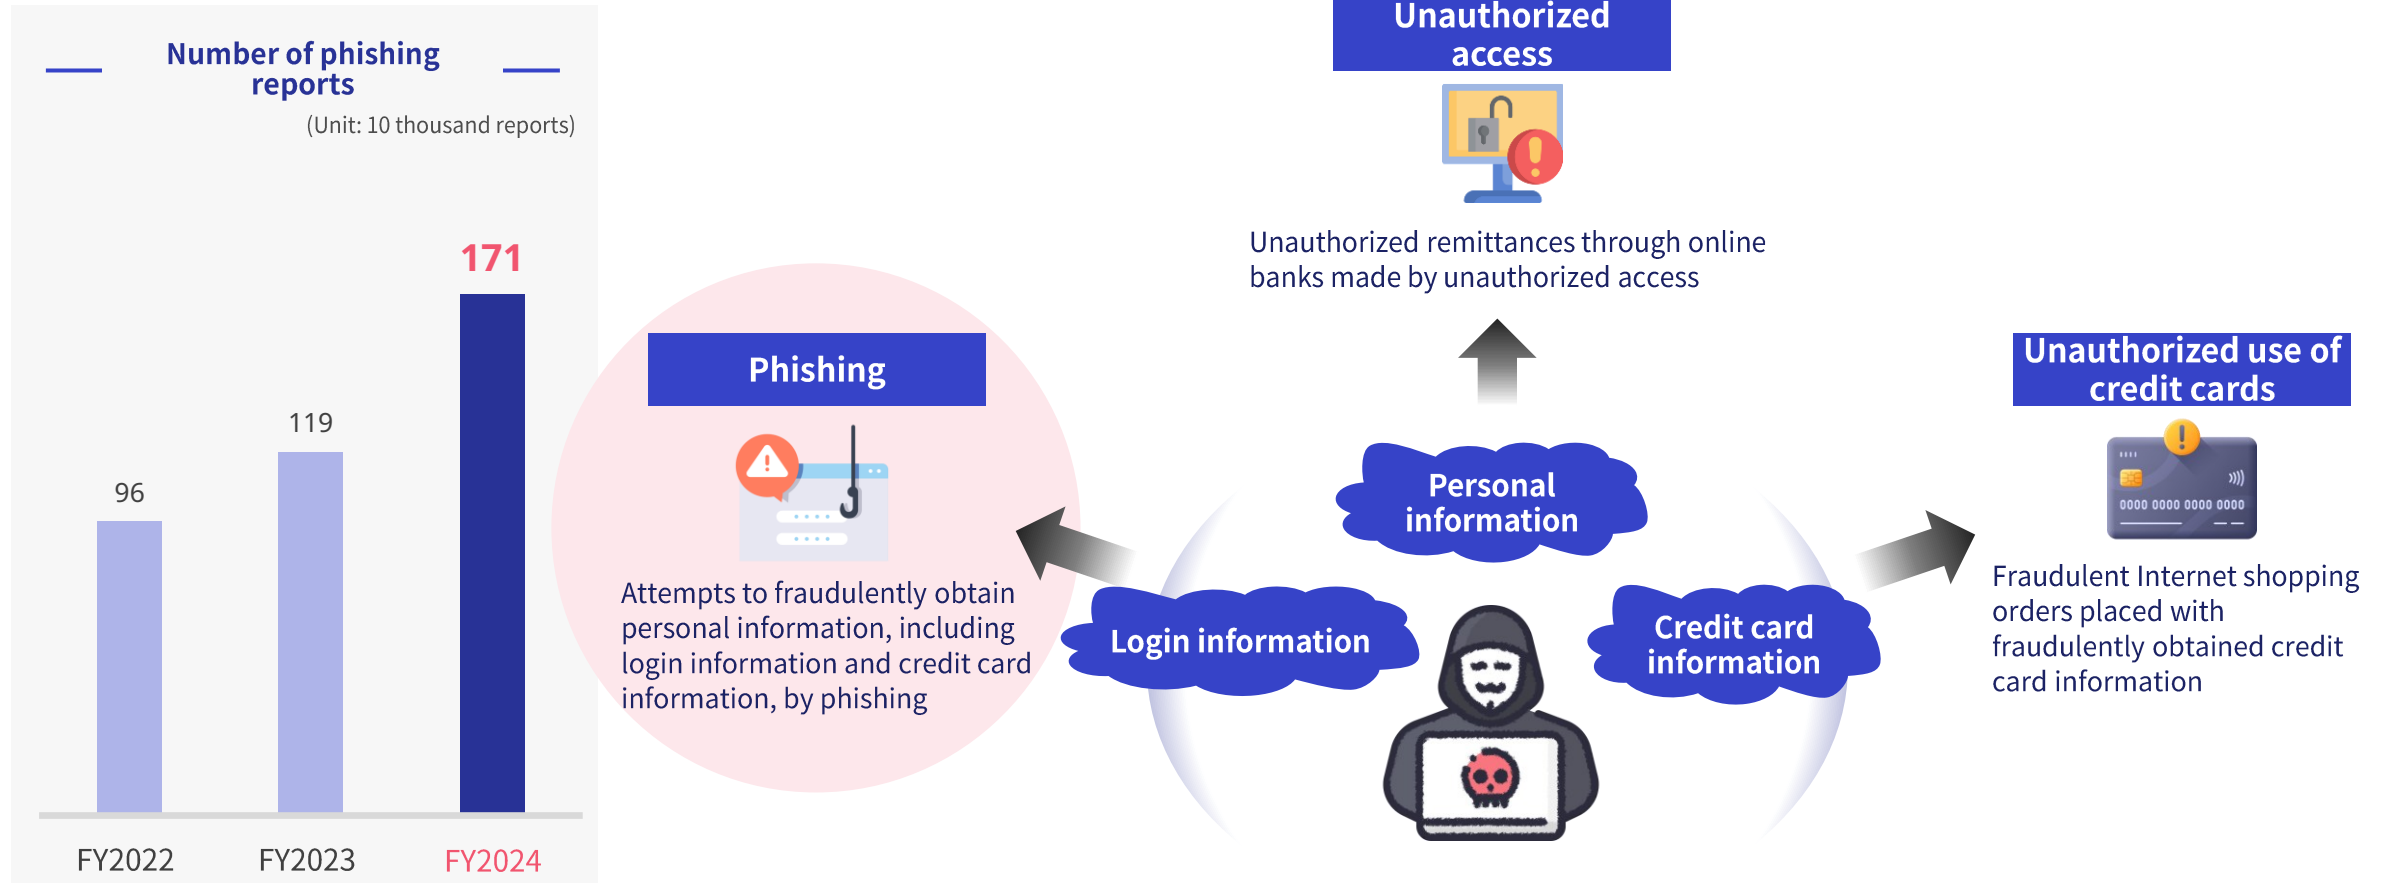 Number of phishing
reports
(Unit: 10 thousand reports)
171
119
96
FY2022
FY2023
FY2024
Phishing
Attempts to fraudulently obtain
personal information, including
login information and credit card
information, by phishing
Unauthorized
access
Unauthorized remittances through online
banks made by unauthorized access
Personal
information
Login information
Credit card
information
Unauthorized use of
credit cards
0000 0000 0000 0000
Fraudulent Internet shopping
orders placed with
fraudulently obtained credit
card information